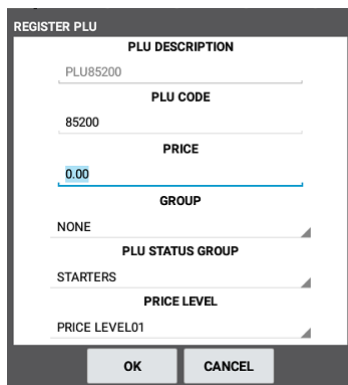 REGISTER PLU
PLU DESCRIPTION
PLU85200
PLU CODE
85200
PRICE
0.00
GROUP
NONE
PLU STATUS GROUP
STARTERS
PRICE LEVEL
PRICE LEVEL01
OK CANCEL